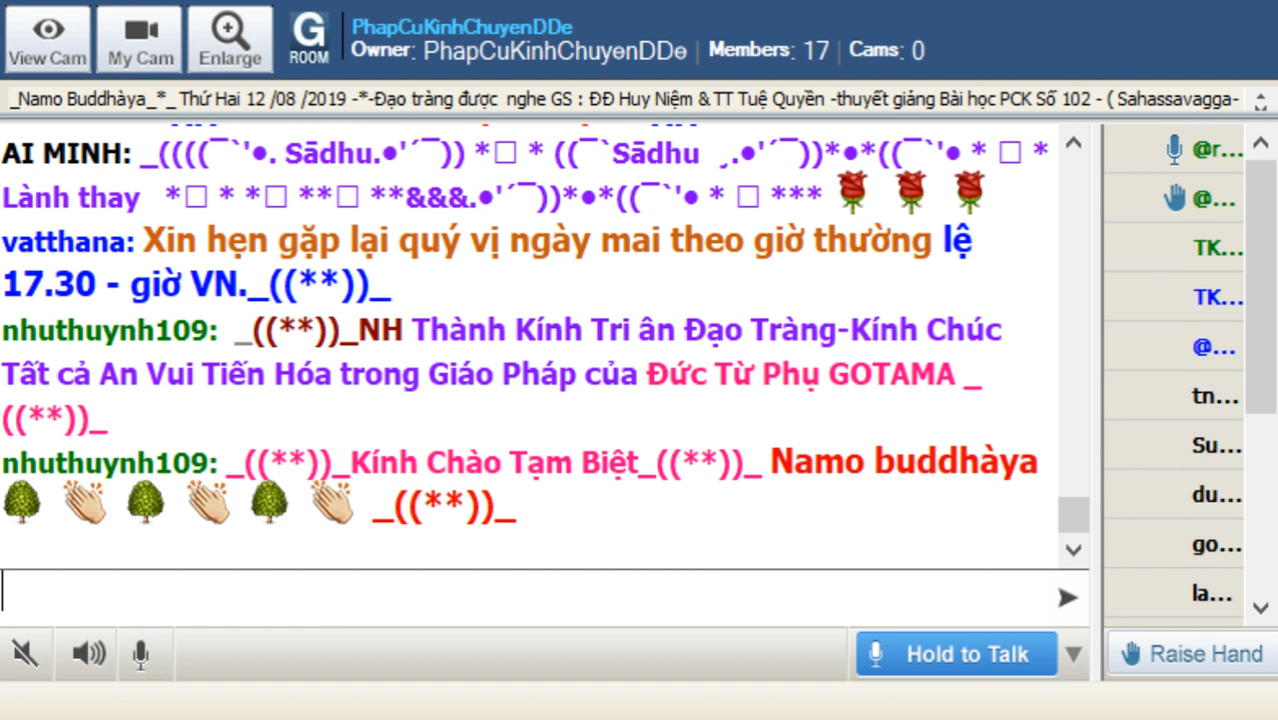 View Cam My Cam Enlarge G ROOM
PhapCuKinhChuyenDDe
Owner: PhapCuKinhChuyenDDe | Members: 17 | Cams: 0
_Namo Buddhàya_*_ Thứ Hai 12 /08 /2019 -*-Đạo tràng được nghe GS : ĐĐ Huy Niệm & TT Tuệ Quyền -thuyết giảng Bài học PCK Số 102 - ( Sahassavagga-
AI MINH: _((((¯`'●. Sādhu.●'´¯)) *□ * ((¯`Sādhu ¸.●'´¯))*●*((¯`'● * □ *
Lành thay *□ * *□ **□ **&&&.●'´¯))*●*((¯`'● * □ *** 🌹 🌹 🌹
vatthana: Xin hẹn gặp lại quý vị ngày mai theo giờ thường lệ
17.30 - giờ VN._((**))_
nhuthuynh109: _((**))_NH Thành Kính Tri ân Đạo Tràng-Kính Chúc
Tất cả An Vui Tiến Hóa trong Giáo Pháp của Đức Từ Phụ GOTAMA _
((**))_
nhuthuynh109: _((**))_Kính Chào Tạm Biệt_((**))_ Namo buddhàya
🌳 👏 🌳 👏 🌳 👏 _((**))_
@r...
@...
TK...
TK...
@...
tn...
Su...
du...
go...
la...
Hold to Talk
Raise Hand